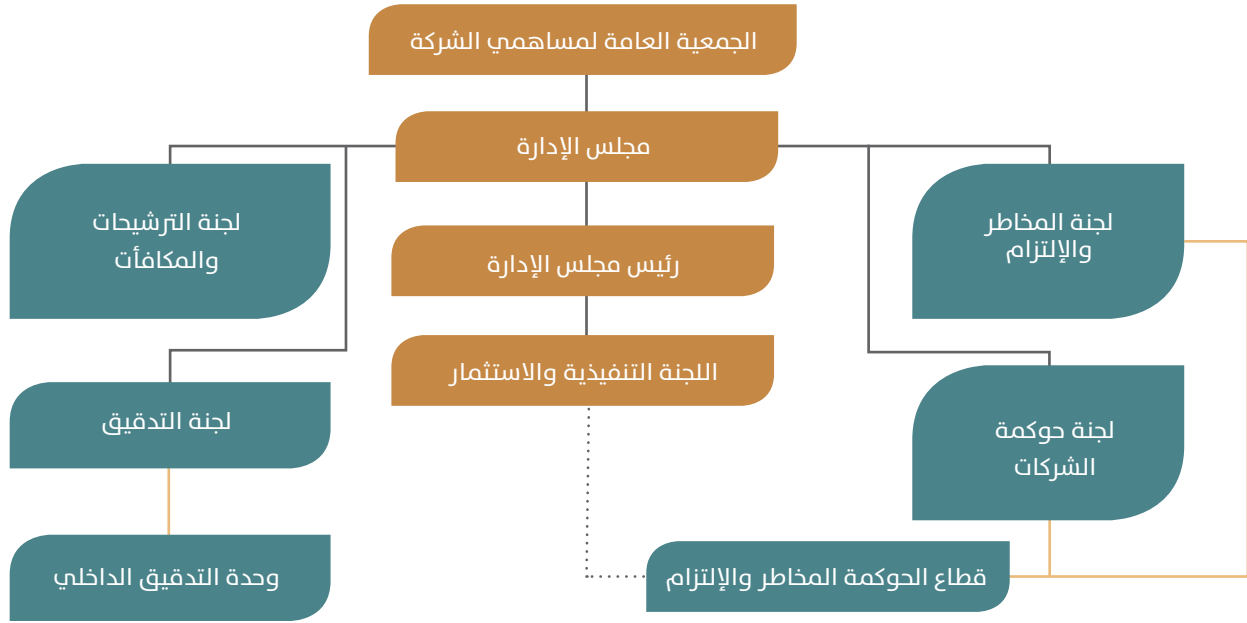 الجمعية العامة لمساهمي الشركة
مجلس الإدارة
لجنة المخاطر
والإلتزام
لجنة الترشيحات
والمكافأت
رئيس مجلس الإدارة
اللجنة التنفيذية والاستثمار
لجنة حوكمة
الشركات
لجنة التدقيق
قطاع الحوكمة المخاطر والإلتزام
وحدة التدقيق الداخلي